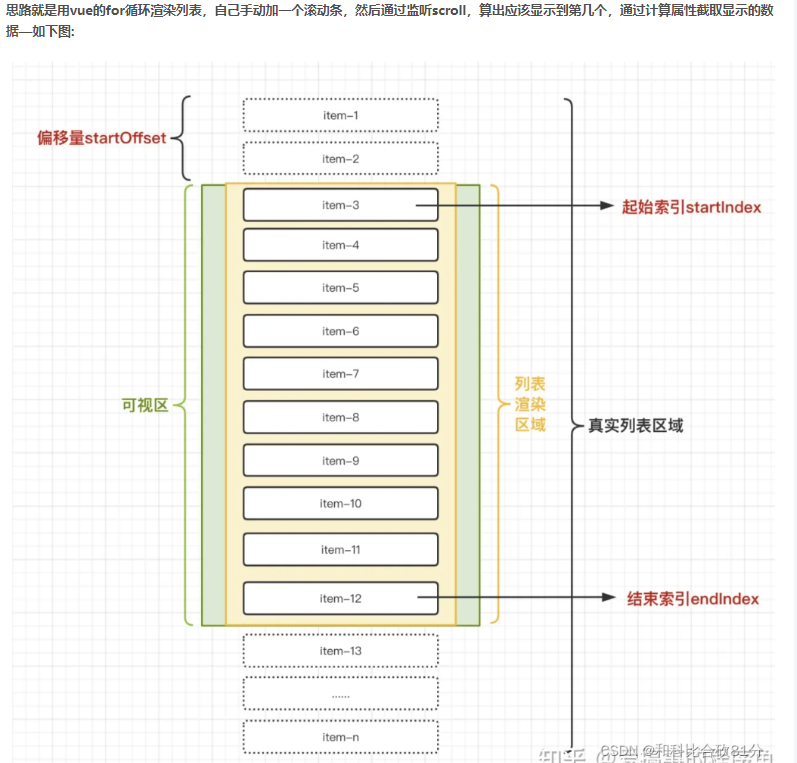 思路就是用vue的for循环渲染列表，自己手动加一个滚动条，然后通过监听scroll，算出应该显示到第几个，通过计算属性截取显示的数
据—如下图:
item-1
偏移量startOffset
item-2
item-3
起始索引startIndex
item-4
item-5
item-6
item-7
列表
渲染
区域
可视区
item-8
真实列表区域
item-9
item-10
item-11
item-12
结束索引endIndex
item-13
......
item-n
CSDN @和科比合砍81分
知乎